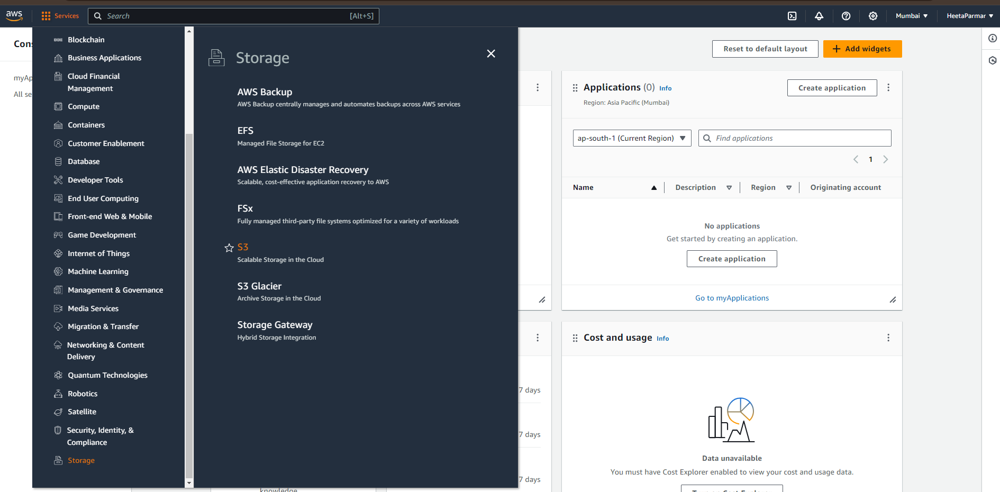 aws
Services
Search
[Alt+S]
Mumbai
HeetaParmar
Cons
myAp
All se
Blockchain
Business Applications
Cloud Financial
Management
Compute
Containers
Customer Enablement
Database
Developer Tools
End User Computing
Front-end Web & Mobile
Game Development
Internet of Things
Machine Learning
Management & Governance
Media Services
Migration & Transfer
Networking & Content
Delivery
Quantum Technologies
Robotics
Satellite
Security, Identity, &
Compliance
Storage
Storage
AWS Backup
AWS Backup centrally manages and automates backups across AWS services
EFS
Managed File Storage for EC2
AWS Elastic Disaster Recovery
Scalable, cost-effective application recovery to AWS
FSx
Fully managed third-party file systems optimized for a variety of workloads
S3
Scalable Storage in the Cloud
S3 Glacier
Archive Storage in the Cloud
Storage Gateway
Hybrid Storage Integration
Reset to default layout
Add widgets
Applications (0) Info
Create application
Region: Asia Pacific (Mumbai)
ap-south-1 (Current Region)
Find applications
1
Name
Description
Region
Originating account
No applications
Get started by creating an application.
Create application
Go to myApplications
Cost and usage Info
7 days
7 days
7 days
Data unavailable
You must have Cost Explorer enabled to view your cost and usage data.
knowledge